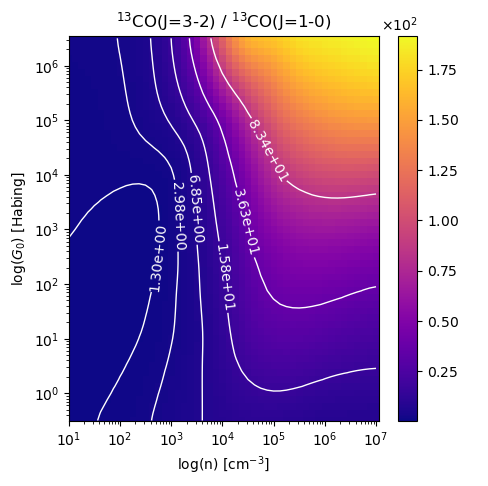 ¹³CO(J=3-2) / ¹³CO(J=1-0)
×10²
log(G₀) [Habing]
10⁶
10⁵
10⁴
10³
10²
10¹
10⁰
8.34e+01
6.85e+00
2.98e+00
3.63e+01
1.30e+00
1.58e+01
10¹ 10² 10³ 10⁴ 10⁵ 10⁶ 10⁷
log(n) [cm⁻³]
1.75
1.50
1.25
1.00
0.75
0.50
0.25